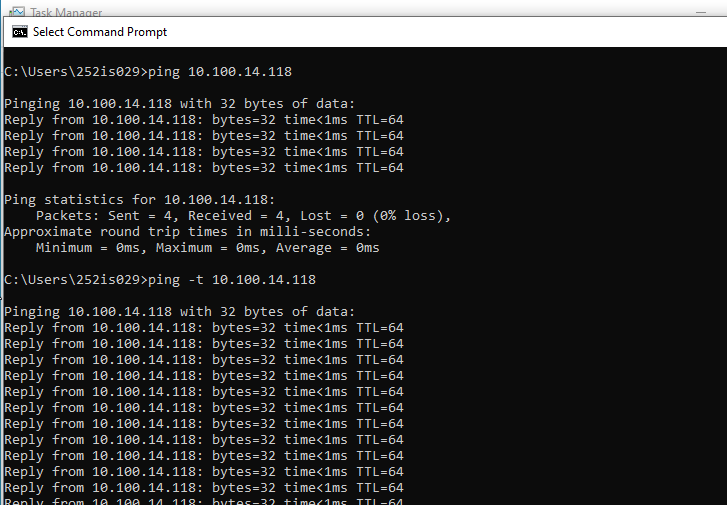 Task Manager
Select Command Prompt
C:\Users\252is029>ping 10.100.14.118
Pinging 10.100.14.118 with 32 bytes of data:
Reply from 10.100.14.118: bytes=32 time<1ms TTL=64
Reply from 10.100.14.118: bytes=32 time<1ms TTL=64
Reply from 10.100.14.118: bytes=32 time<1ms TTL=64
Reply from 10.100.14.118: bytes=32 time<1ms TTL=64
Ping statistics for 10.100.14.118:
    Packets: Sent = 4, Received = 4, Lost = 0 (0% loss),
Approximate round trip times in milli-seconds:
    Minimum = 0ms, Maximum = 0ms, Average = 0ms
C:\Users\252is029>ping -t 10.100.14.118
Pinging 10.100.14.118 with 32 bytes of data:
Reply from 10.100.14.118: bytes=32 time<1ms TTL=64
Reply from 10.100.14.118: bytes=32 time<1ms TTL=64
Reply from 10.100.14.118: bytes=32 time<1ms TTL=64
Reply from 10.100.14.118: bytes=32 time<1ms TTL=64
Reply from 10.100.14.118: bytes=32 time<1ms TTL=64
Reply from 10.100.14.118: bytes=32 time<1ms TTL=64
Reply from 10.100.14.118: bytes=32 time<1ms TTL=64
Reply from 10.100.14.118: bytes=32 time<1ms TTL=64
Reply from 10.100.14.118: bytes=32 time<1ms TTL=64
Reply from 10.100.14.118: bytes=32 time<1ms TTL=64
Reply from 10.100.14.118: bytes=32 time<1ms TTL=64
Reply from 10.100.14.118: bytes=32 time<1ms TTL=64